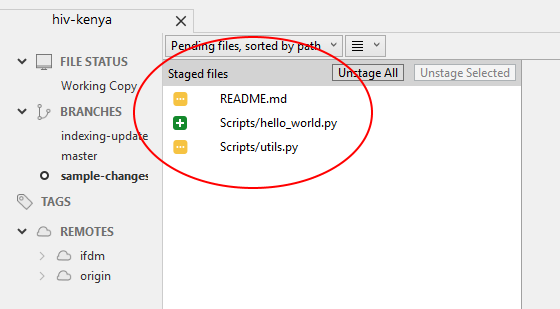 hiv-kenya
Pending files, sorted by path
FILE STATUS
Working Copy
BRANCHES
indexing-update
master
sample-changes
TAGS
REMOTES
ifdm
origin
Staged files
Unstage All
Unstage Selected
README.md
Scripts/hello_world.py
Scripts/utils.py